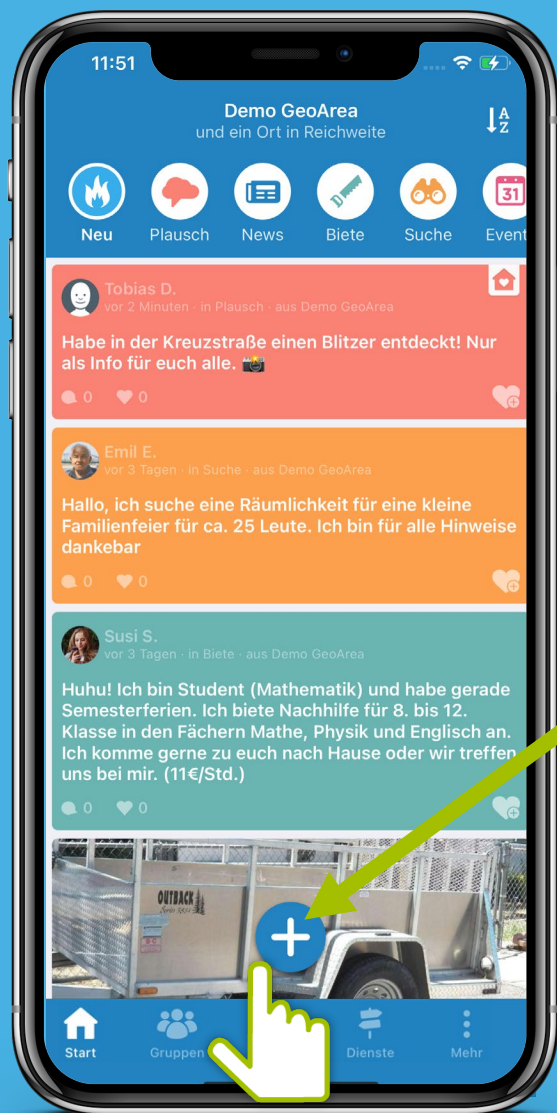 11:51
Demo GeoArea
und ein Ort in Reichweite
A
Z
31
Neu
Plausch
News
Biete
Suche
Event
Tobias D.
vor 2 Minuten · in Plausch · aus Demo GeoArea
Habe in der Kreuzstraße einen Blitzer entdeckt! Nur
als Info für euch alle. 📸
0
0
Emil E.
vor 3 Tagen · in Suche · aus Demo GeoArea
Hallo, ich suche eine Räumlichkeit für eine kleine
Familienfeier für ca. 25 Leute. Ich bin für alle Hinweise
dankebar
0
0
Susi S.
vor 3 Tagen · in Biete · aus Demo GeoArea
Huhu! Ich bin Student (Mathematik) und habe gerade
Semesterferien. Ich biete Nachhilfe für 8. bis 12.
Klasse in den Fächern Mathe, Physik und Englisch an.
Ich komme gerne zu euch nach Hause oder wir treffen
uns bei mir. (11€/Std.)
0
0
OUTBACK
Start
Gruppen
Dienste
Mehr